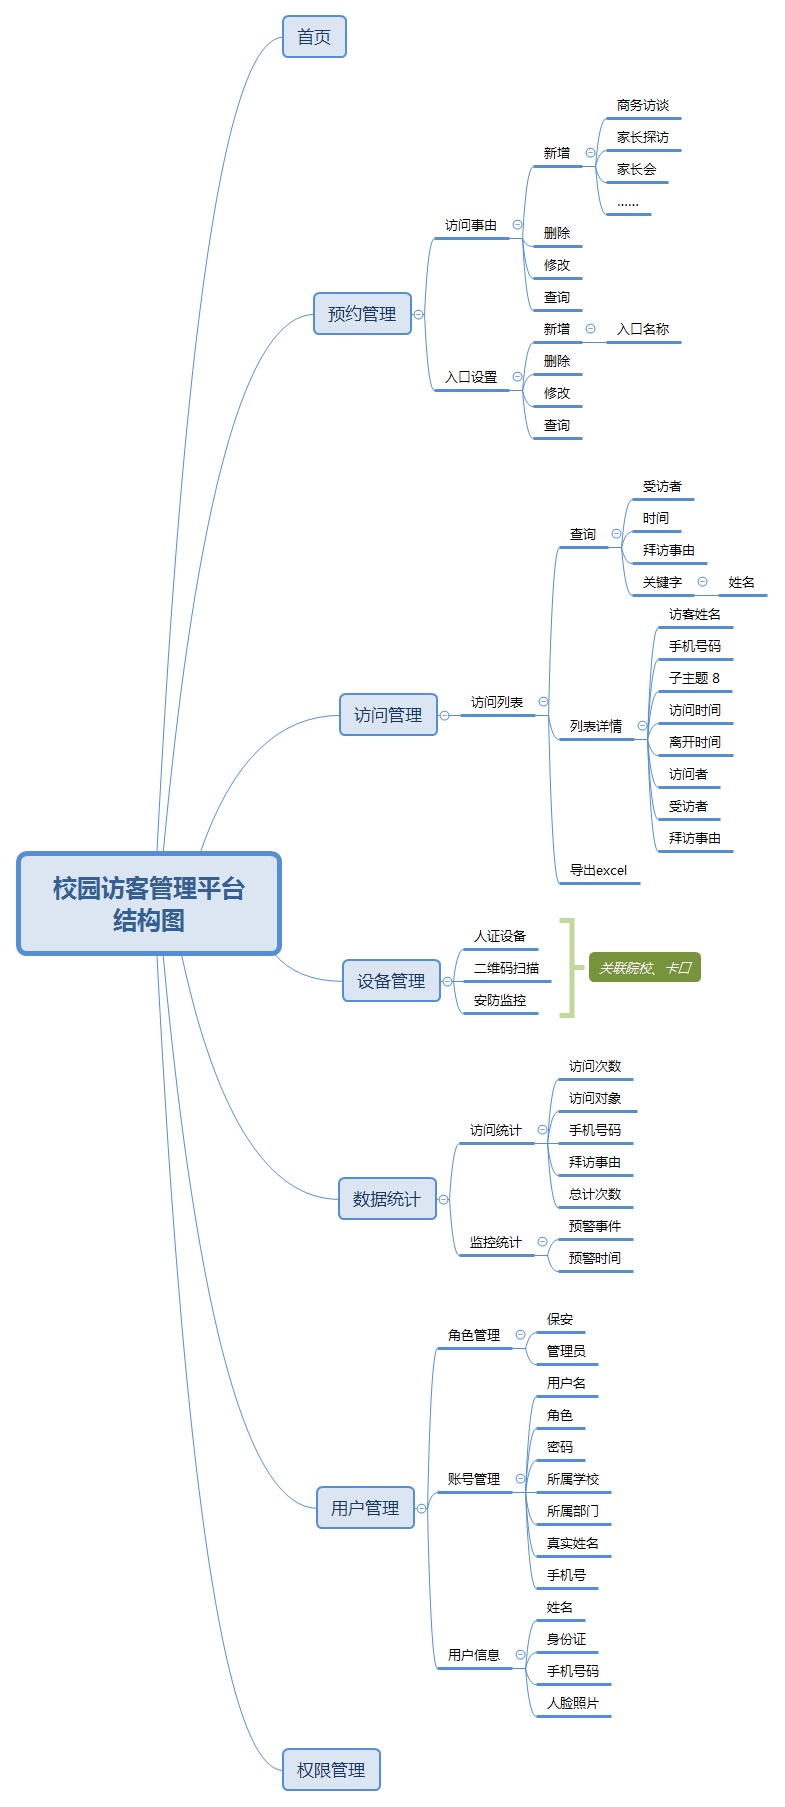 首页
商务访谈
家长探访
新增
家长会
......
访问事由
删除
修改
查询
预约管理
新增
入口名称
删除
入口设置
修改
查询
受访者
时间
查询
拜访事由
关键字
姓名
访客姓名
手机号码
子主题 8
访问管理
访问列表
访问时间
列表详情
离开时间
访问者
受访者
拜访事由
导出excel
校园访客管理平台
结构图
人证设备
二维码扫描
关联院校、卡口
设备管理
安防监控
访问次数
访问对象
访问统计
手机号码
拜访事由
数据统计
总计次数
预警事件
监控统计
预警时间
保安
角色管理
管理员
用户名
角色
密码
账号管理
所属学校
用户管理
所属部门
真实姓名
手机号
姓名
身份证
用户信息
手机号码
人脸照片
权限管理